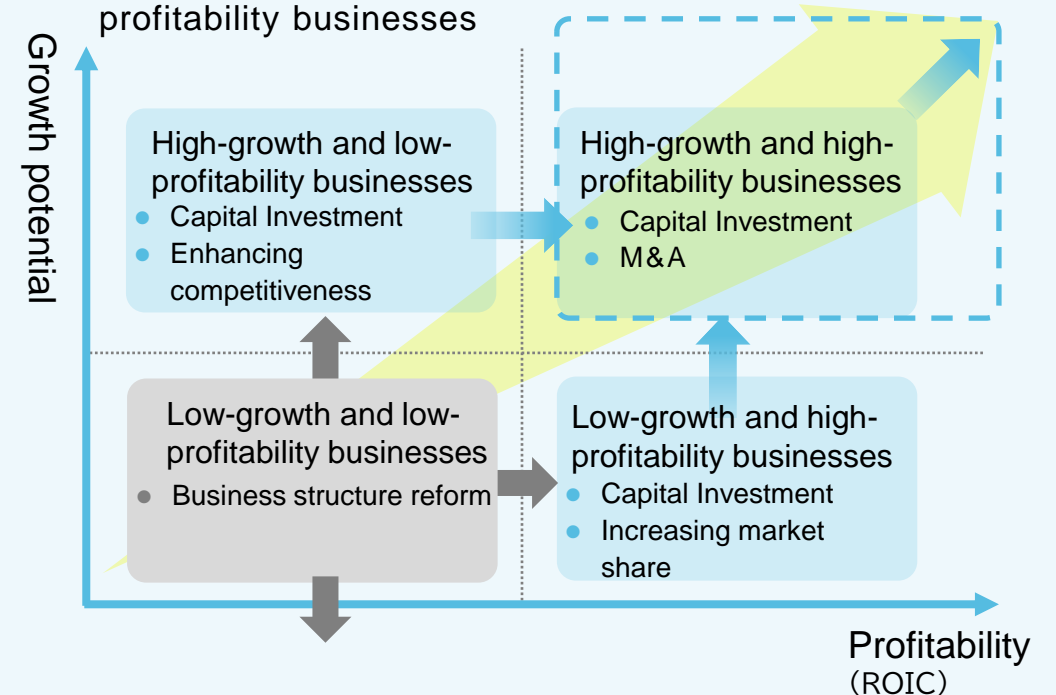 profitability businesses
Growth potential
High-growth and low-
profitability businesses
● Capital Investment
● Enhancing
competitiveness
High-growth and high-
profitability businesses
● Capital Investment
● M&A
Low-growth and low-
profitability businesses
● Business structure reform
Low-growth and high-
profitability businesses
● Capital Investment
● Increasing market
share
Profitability
（ROIC）